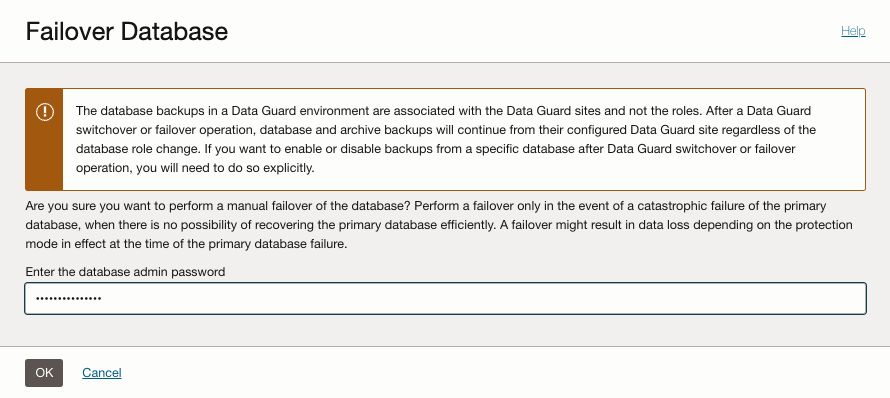 Failover Database
Help
The database backups in a Data Guard environment are associated with the Data Guard sites and not the roles. After a Data Guard
switchover or failover operation, database and archive backups will continue from their configured Data Guard site regardless of the
database role change. If you want to enable or disable backups from a specific database after Data Guard switchover or failover
operation, you will need to do so explicitly.
Are you sure you want to perform a manual failover of the database? Perform a failover only in the event of a catastrophic failure of the primary
database, when there is no possibility of recovering the primary database efficiently. A failover might result in data loss depending on the protection
mode in effect at the time of the primary database failure.
Enter the database admin password
•••••••••••••••
OK
Cancel